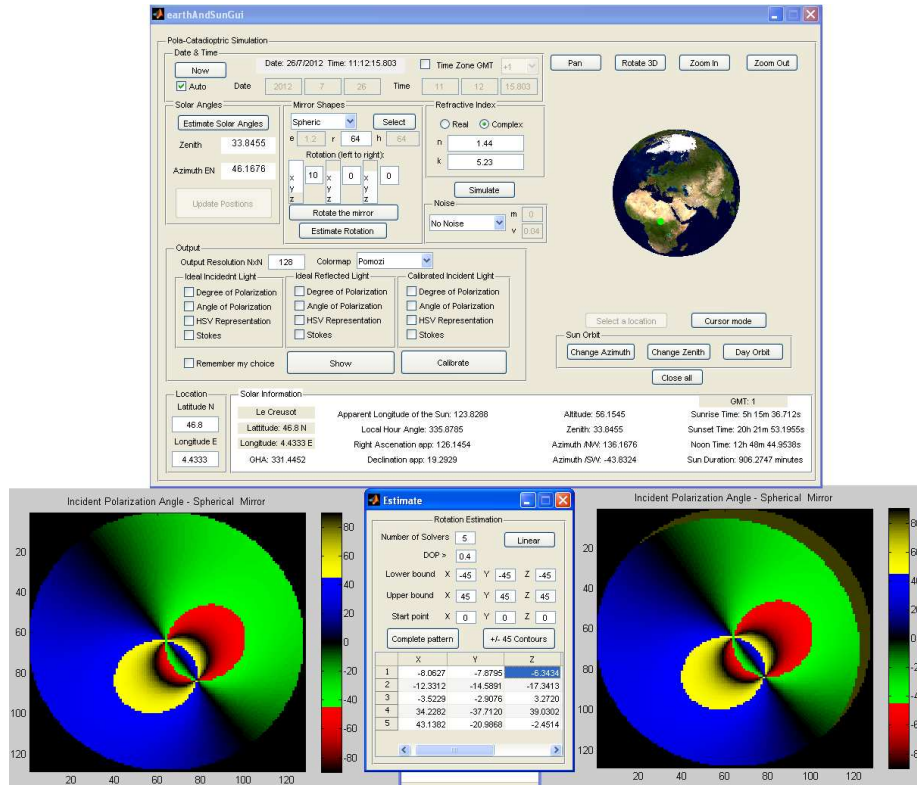 earthAndSunGui
Pola-Catadioptric Simulation
Date & Time
Now
Date: 26/7/2012 Time: 11:12:15.803
Time Zone GMT
+1
Auto
Date
2012
7
26
Time
11
12
15.803
Pan
Rotate 3D
Zoom In
Zoom Out
Solar Angles
Estimate Solar Angles
Zenith
33.8455
Azimuth EN
46.1676
Update Positions
Mirror Shapes
Spheric
Select
e
1.2
r
64
h
64
Rotation (left to right):
x
y
z
10
x
y
z
0
x
y
z
0
Rotate the mirror
Estimate Rotation
Refractive Index
Real
Complex
n
1.44
k
5.23
Simulate
Noise
No Noise
m
0
v
0.04
Output
Output Resolution NxN
128
Colormap
Pomozi
Ideal Incidednt Light
Degree of Polarization
Angle of Polarization
HSV Representation
Stokes
Ideal Reflected Light
Degree of Polarization
Angle of Polarization
HSV Representation
Stokes
Calibrated Incident Light
Degree of Polarization
Angle of Polarization
HSV Representation
Stokes
Remember my choice
Show
Calibrate
Select a location
Cursor mode
Sun Orbit
Change Azimuth
Change Zenith
Day Orbit
Close all
Location
Latitude N
46.8
Longitude E
4.4333
Solar Information
Le Creusot
Lattitude: 46.8 N
Longitude: 4.4333 E
GHA: 331.4452
Apparent Longitude of the Sun: 123.8288
Local Hour Angle: 335.8785
Right Ascenation app: 126.1454
Declination app: 19.2929
Altitude: 56.1545
Zenith: 33.8455
Azimuth /NW: 136.1676
Azimuth /SW: -43.8324
GMT: 1
Sunrise Time: 5h 15m 36.712s
Sunset Time: 20h 21m 53.1955s
Noon Time: 12h 48m 44.9538s
Sun Duration: 906.2747 minutes
Incident Polarization Angle - Spherical Mirror
20
40
60
80
100
120
20
40
60
80
100
120
80
60
40
20
0
-20
-40
-60
-80
Estimate
Rotation Estimation
Number of Solvers
5
Linear
DOP >
0.4
Lower bound X -45 Y -45 Z -45
Upper bound X 45 Y 45 Z 45
Start point X 0 Y 0 Z 0
Complete pattern
+/- 45 Contours
X Y Z
1 -8.0627 -7.8795 -6.3434
2 -12.3312 -14.5891 -17.3413
3 -3.5229 -2.9076 3.2720
4 34.2282 -37.7120 39.0302
5 43.1382 -20.9868 -2.4514
Incident Polarization Angle - Spherical Mirror
20
40
60
80
100
120
20
40
60
80
100
120
80
60
40
20
0
-20
-40
-60